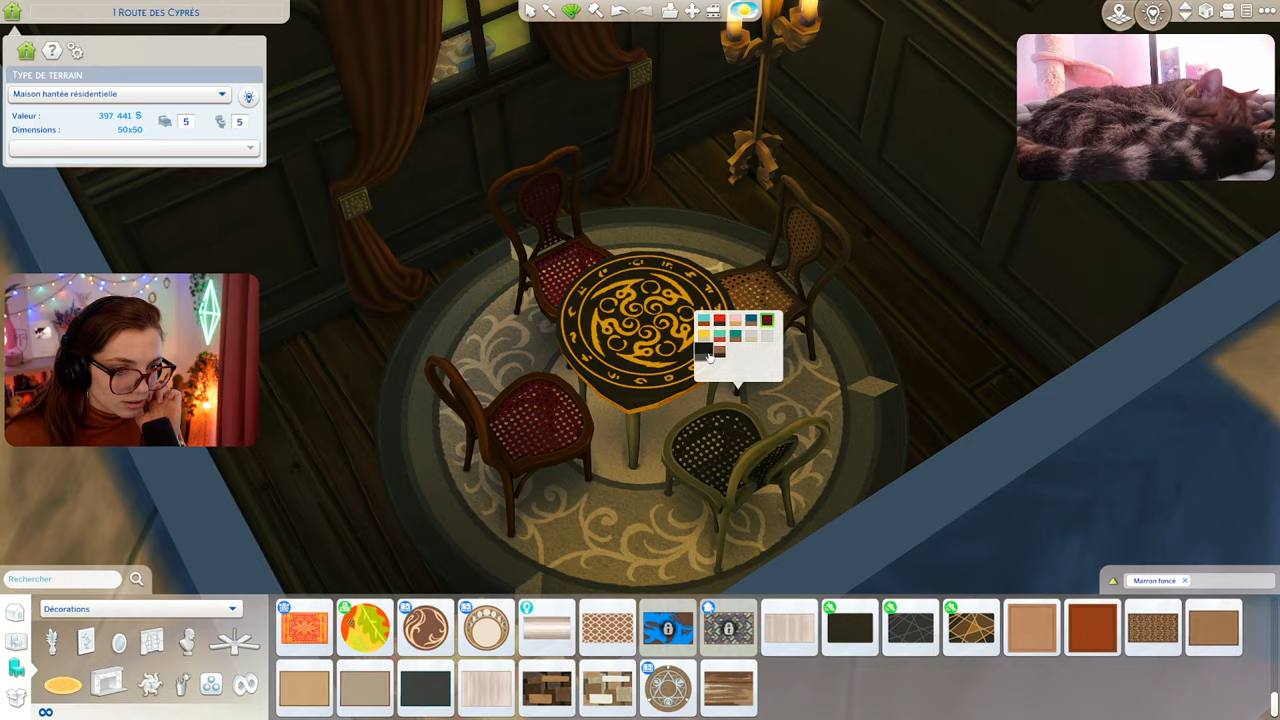 1 Route des Cyprés
Type de terrain
Maison hantée résidentielle
Valeur : 397 441 §
5
5
Dimensions : 50x50
Rechercher
Marron foncé
Décorations